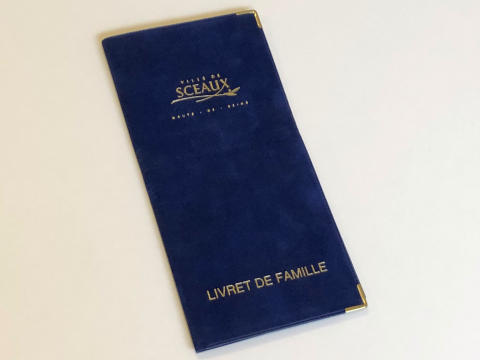 VILLE DE
SCEAUX
HAUTS - DE - SEINE
LIVRET DE FAMILLE